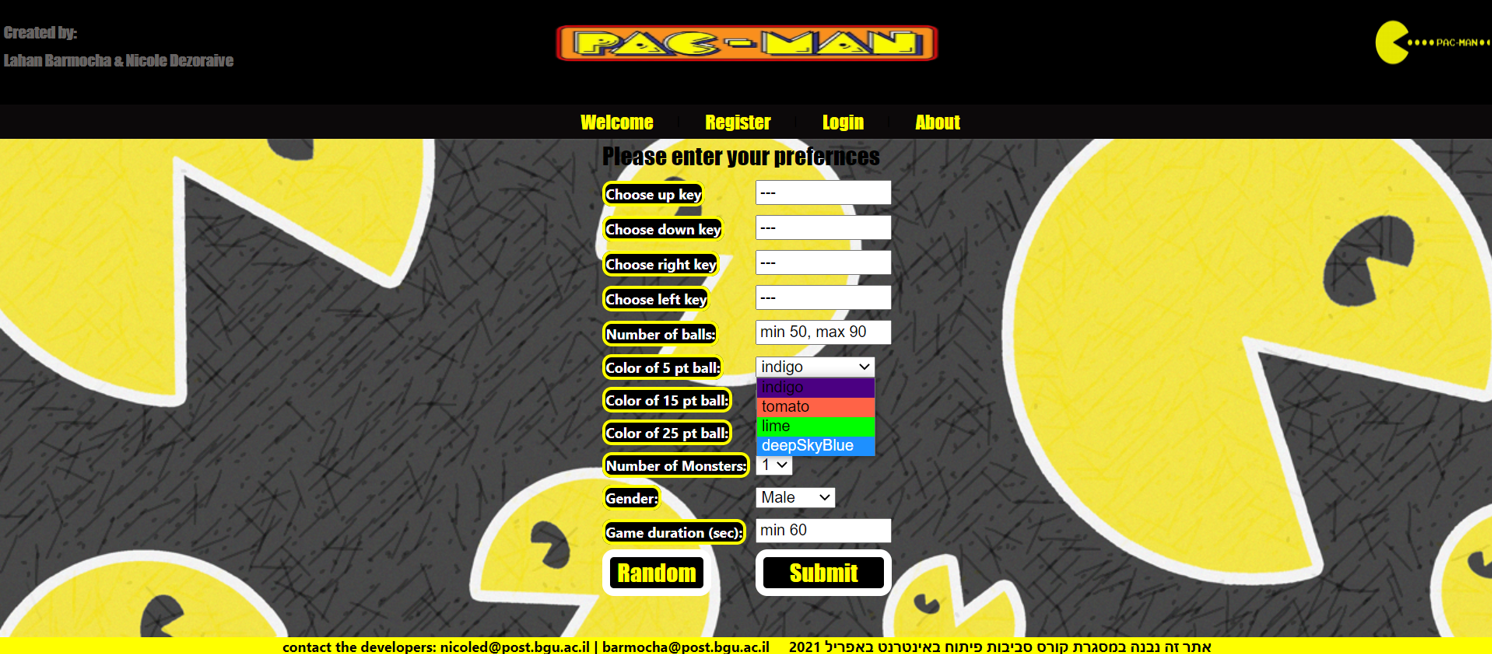 Created by:
Lahan Barmocha & Nicole Dezoraive
PAC-MAN
PAC-MAN
Welcome
Register
Login
About
Please enter your prefernces
Choose up key
---
Choose down key
---
Choose right key
---
Choose left key
---
Number of balls:
min 50, max 90
Color of 5 pt ball:
indigo
indigo
tomato
lime
deepSkyBlue
Color of 15 pt ball:
Color of 25 pt ball:
Number of Monsters:
1
Gender:
Male
Game duration (sec):
min 60
Random
Submit
contact the developers: nicoled@post.bgu.ac.il | barmocha@post.bgu.ac.il
אתר זה נבנה במסגרת קורס סביבות פיתוח באינטרנט באפריל 2021